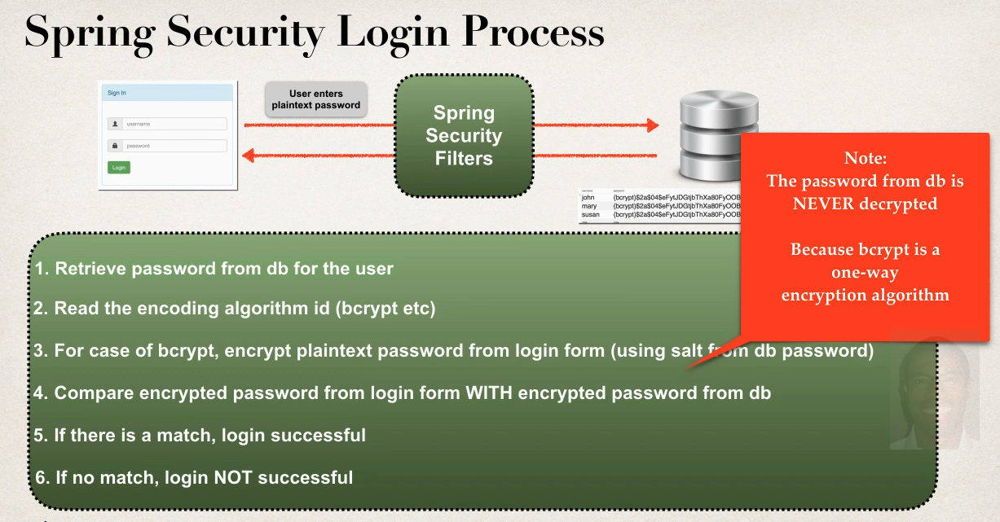 Spring Security Login Process
Sign In
username
password
Login
User enters
plaintext password
Spring
Security
Filters
john {bcrypt}$2a$04$eFytJDGtjbThXa80FyOOB
mary {bcrypt}$2a$04$eFytJDGtjbThXa80FyOOB
susan {bcrypt}$2a$04$eFytJDGtjbThXa80FyOOB
Note:
The password from db is
NEVER decrypted
Because bcrypt is a
one-way
encryption algorithm
1. Retrieve password from db for the user
2. Read the encoding algorithm id (bcrypt etc)
3. For case of bcrypt, encrypt plaintext password from login form (using salt from db password)
4. Compare encrypted password from login form WITH encrypted password from db
5. If there is a match, login successful
6. If no match, login NOT successful